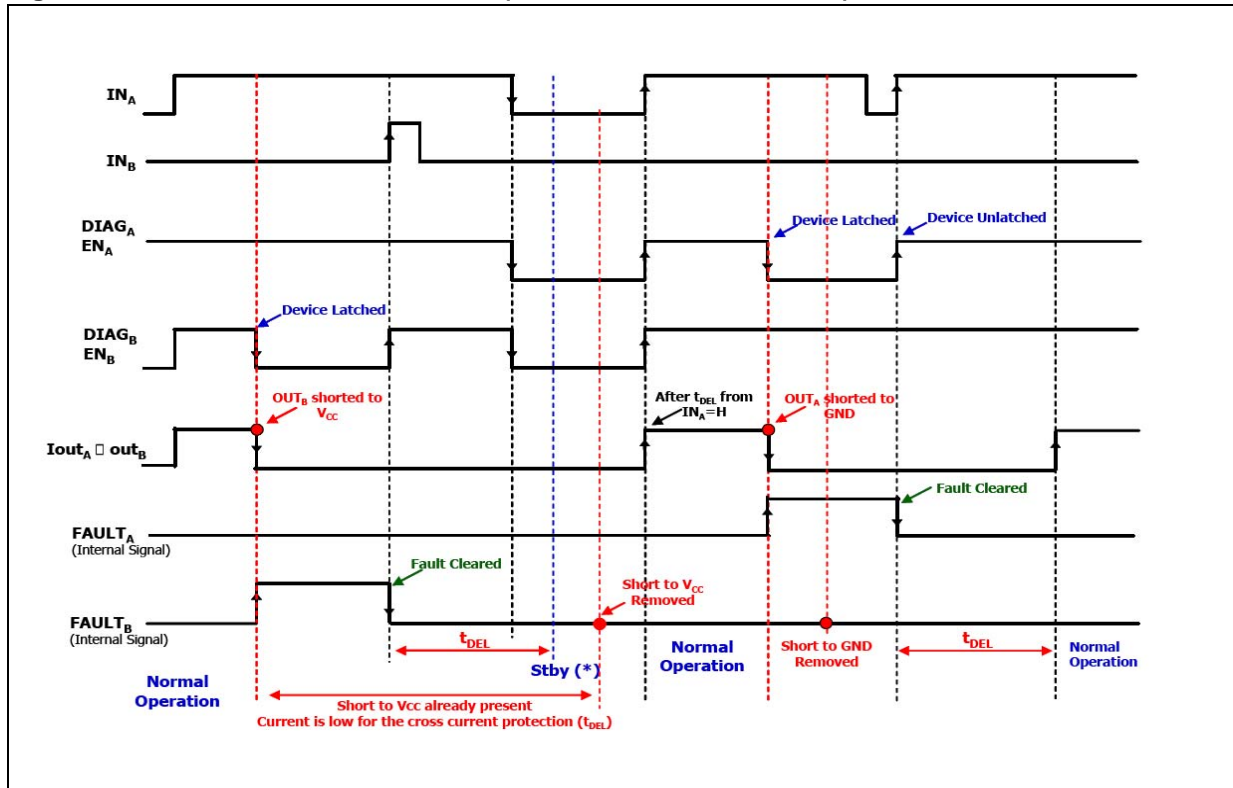 IN_A
IN_B
DIAG_A
EN_A
Device Latched
Device Unlatched
Device Latched
DIAG_B
EN_B
OUT_B shorted to
V_CC
After t_DEL from
IN_A=H
OUT_A shorted to
GND
Iout_A □ out_B
Fault Cleared
FAULT_A
(Internal Signal)
Fault Cleared
Short to V_CC
Removed
FAULT_B
(Internal Signal)
t_DEL
Stby (*)
Normal
Operation
Short to GND
Removed
t_DEL
Normal
Operation
Normal
Operation
Short to Vcc already present
Current is low for the cross current protection (t_DEL)